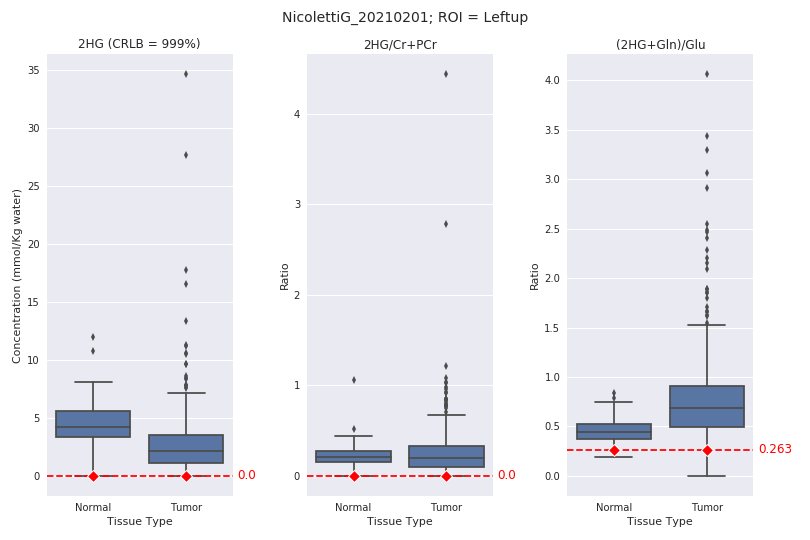 NicolettiG_20210201; ROI = Leftup
2HG (CRLB = 999%)
35
30
25
20
15
10
5
0
Concentration (mmol/Kg water)
0.0
Normal
Tumor
Tissue Type
2HG/Cr+PCr
4
3
2
1
0
Ratio
0.0
Normal
Tumor
Tissue Type
(2HG+Gln)/Glu
4.0
3.5
3.0
2.5
2.0
1.5
1.0
0.5
0.0
Ratio
0.263
Normal
Tumor
Tissue Type